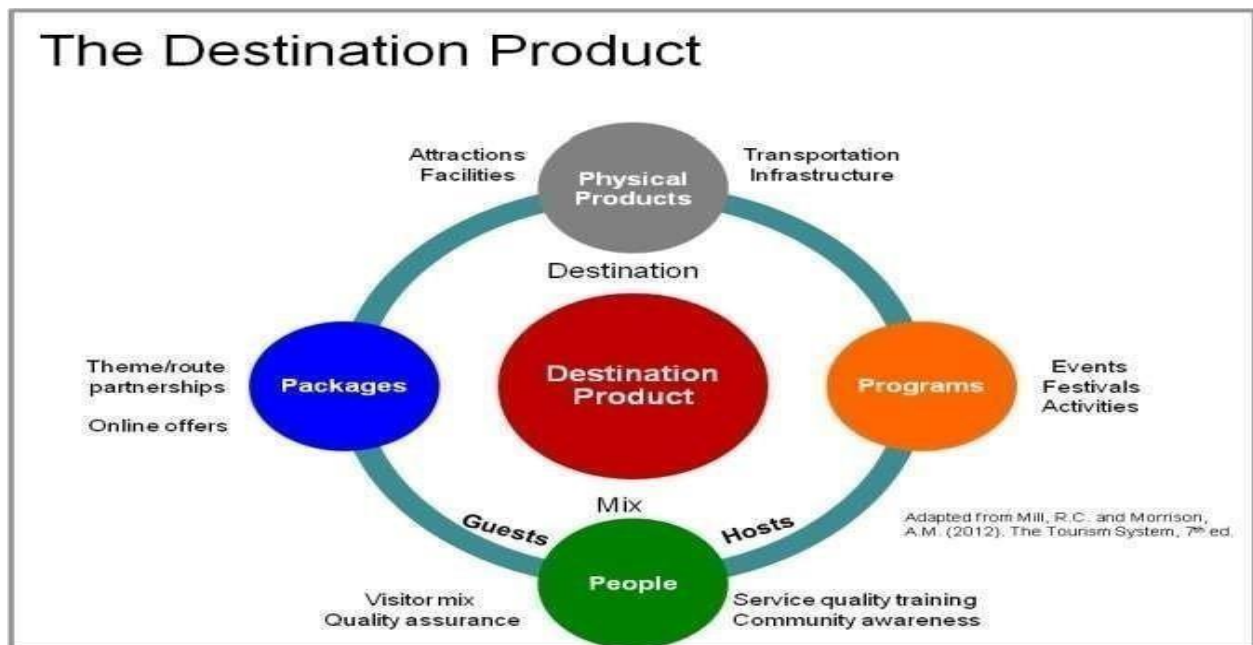 The Destination Product
Attractions
Facilities
Physical
Products
Transportation
Infrastructure
Destination
Theme/route
partnerships
Online offers
Packages
Destination
Product
Programs
Events
Festivals
Activities
Mix
Guests
Hosts
Adapted from Mill, R.C. and Morrison,
A.M. (2012). The Tourism System, 7th ed.
People
Visitor mix
Quality assurance
Service quality training
Community awareness